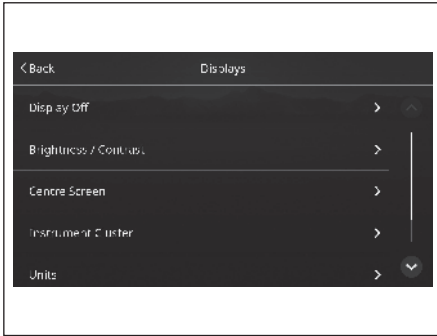 Back
Displays
Display Off
Brightness / Contrast
Centre Screen
Instrument Cluster
Units